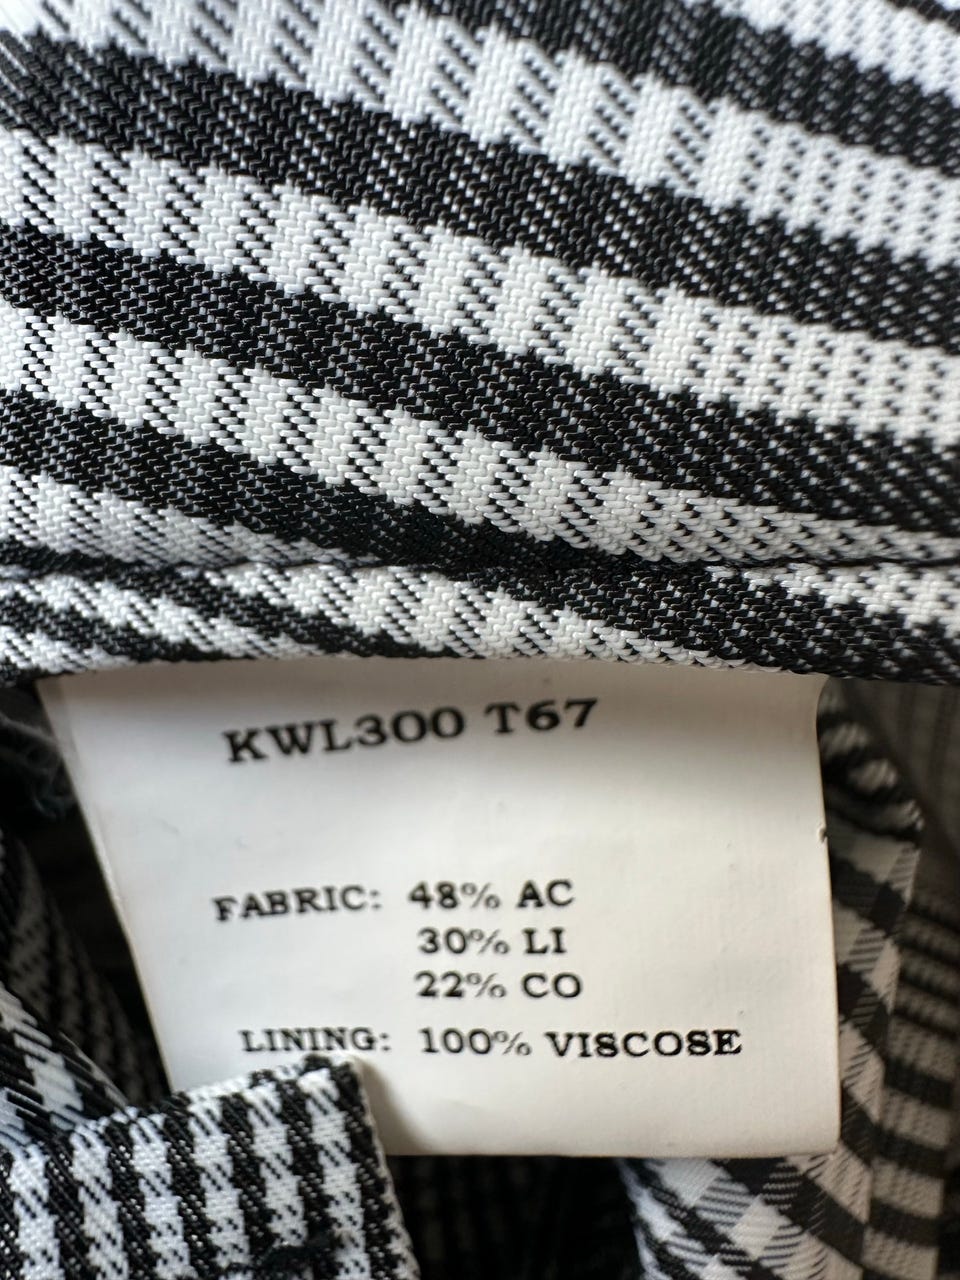 KWL300 T67
FABRIC: 48% AC
30% LI
22% CO
LINING: 100% VISCOSE